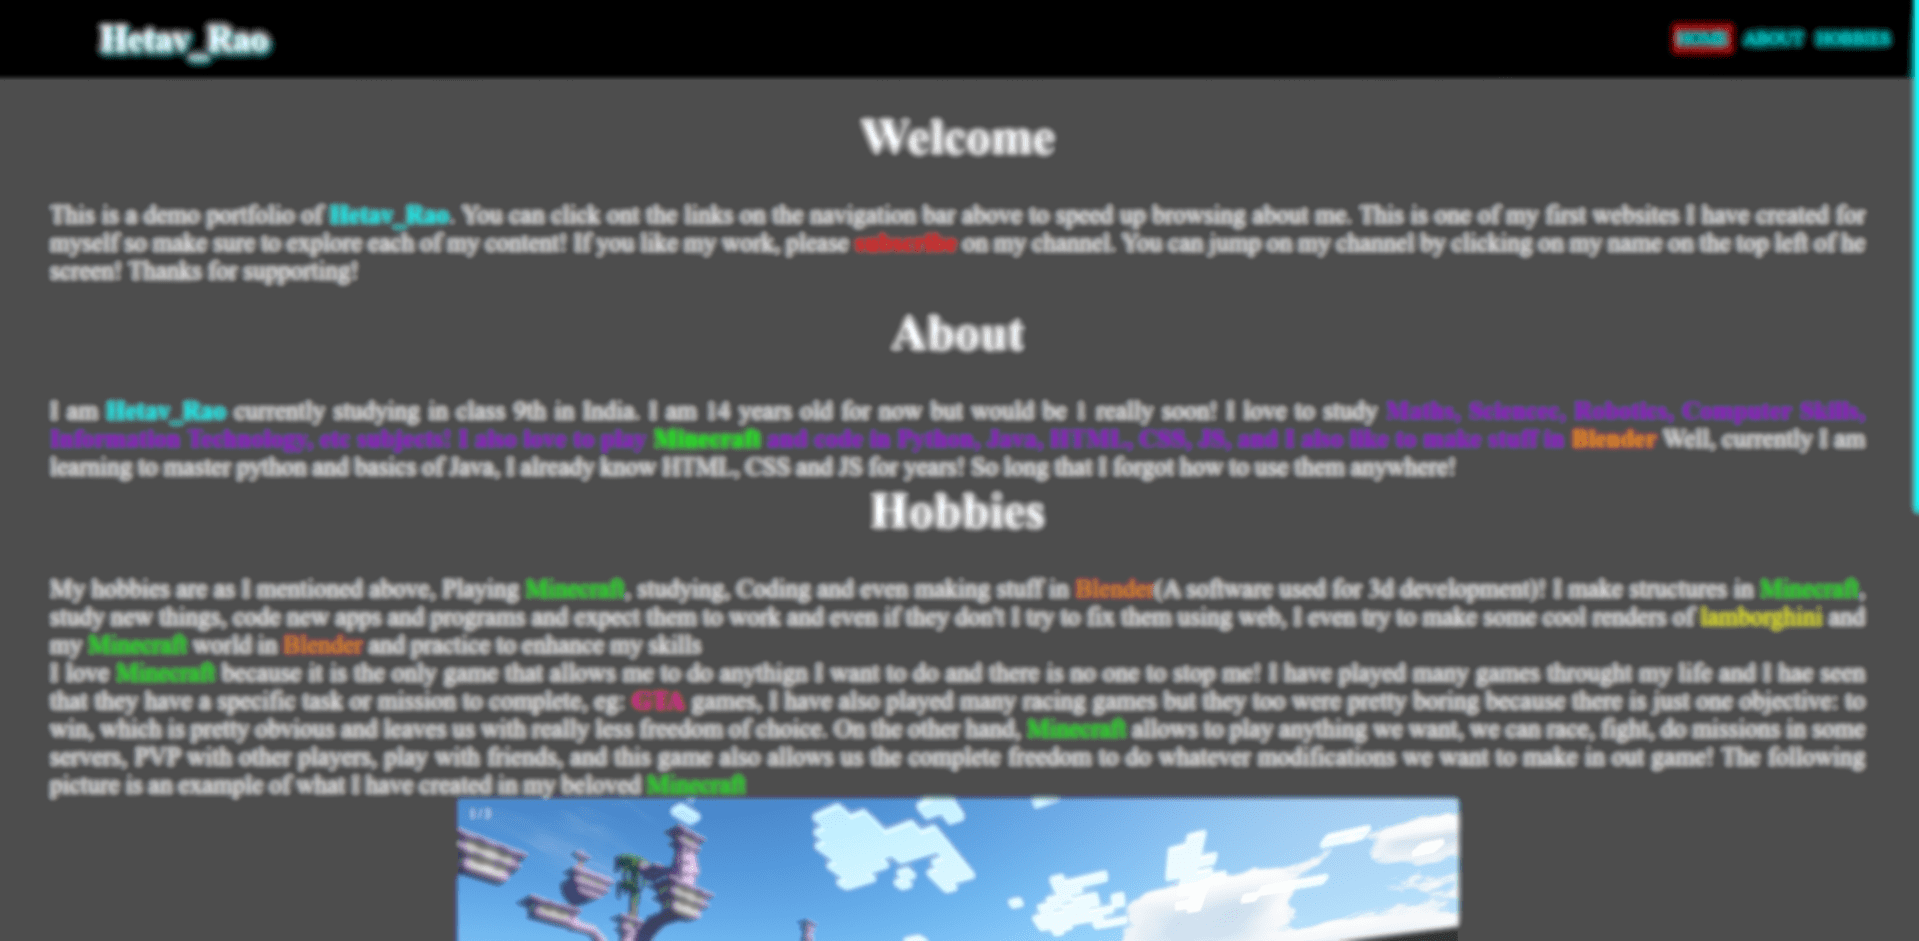 Hetav_Rao
HOME ABOUT HOBBIES
Welcome
This is a demo portfolio of Hetav_Rao. You can click ont the links on the navigation bar above to speed up browsing about me. This is one of my first websites I have created for
myself so make sure to explore each of my content! If you like my work, please subscribe on my channel. You can jump on my channel by clicking on my name on the top left of he
screen! Thanks for supporting!
About
I am Hetav_Rao currently studying in class 9th in India. I am 14 years old for now but would be 1 really soon! I love to study Maths, Sciences, Robotics, Computer Skills,
Information Technology, etc subjects! I also love to play Minecraft and code in Python, Java, HTML, CSS, JS, and I also like to make stuff in Blender Well, currently I am
learning to master python and basics of Java, I already know HTML, CSS and JS for years! So long that I forgot how to use them anywhere!
Hobbies
My hobbies are as I mentioned above, Playing Minecraft, studying, Coding and even making stuff in Blender(A software used for 3d development)! I make structures in Minecraft,
study new things, code new apps and programs and expect them to work and even if they don't I try to fix them using web, I even try to make some cool renders of lamborghini and
my Minecraft world in Blender and practice to enhance my skills
I love Minecraft because it is the only game that allows me to do anythign I want to do and there is no one to stop me! I have played many games throught my life and I hae seen
that they have a specific task or mission to complete, eg: GTA games, I have also played many racing games but they too were pretty boring because there is just one objective: to
win, which is pretty obvious and leaves us with really less freedom of choice. On the other hand, Minecraft allows to play anything we want, we can race, fight, do missions in some
servers, PVP with other players, play with friends, and this game also allows us the complete freedom to do whatever modifications we want to make in out game! The following
picture is an example of what I have created in my beloved Minecraft
1 / 3